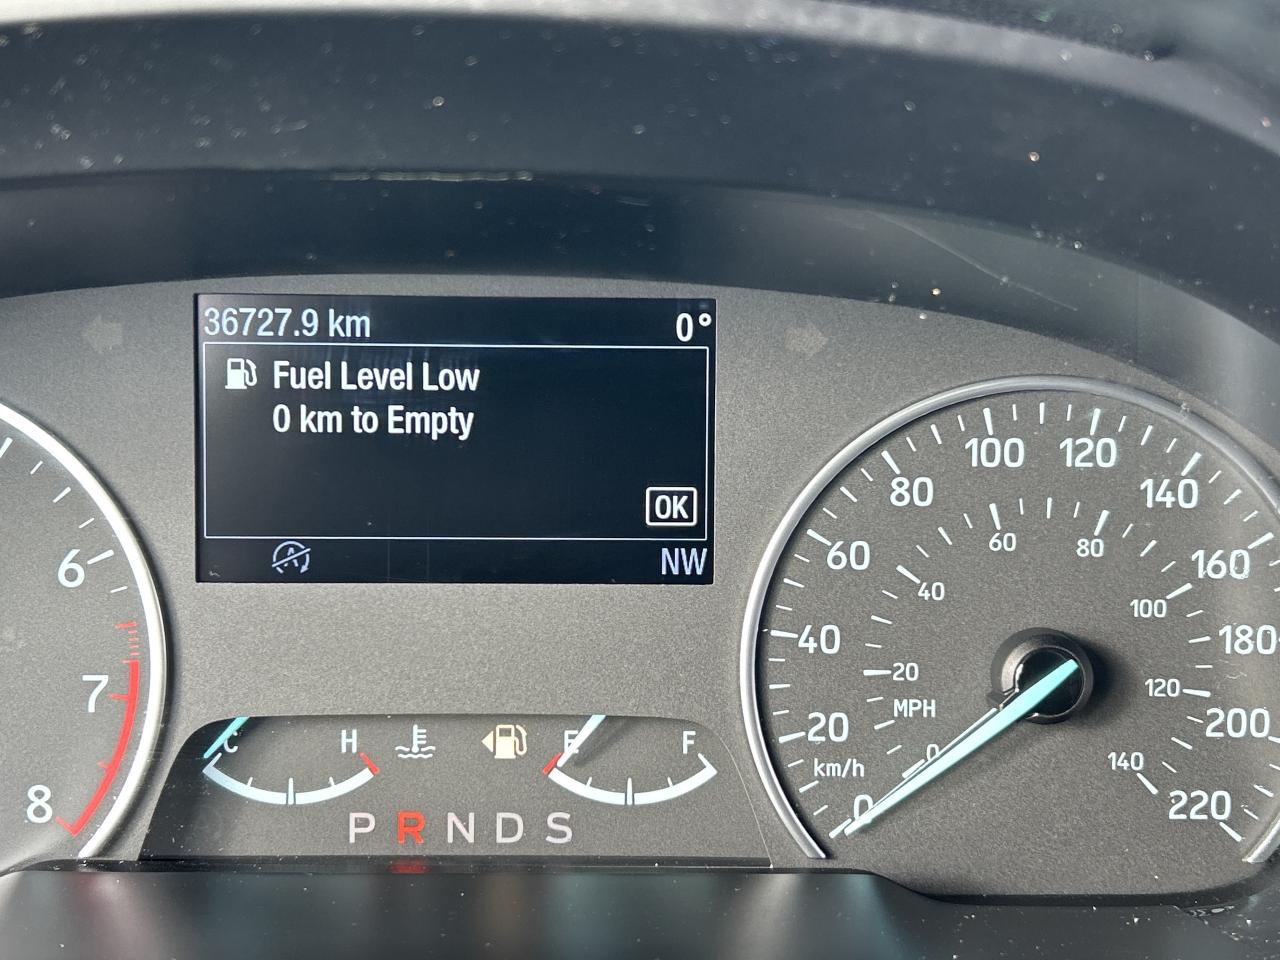 36727.9 km 0°
Fuel Level Low
0 km to Empty
OK
NW
6
7
8
C H
E F
P R N D S
0 20 40 60 80 100 120 140 160 180 200 220
km/h
0 20 40 60 80 100 120 140
MPH